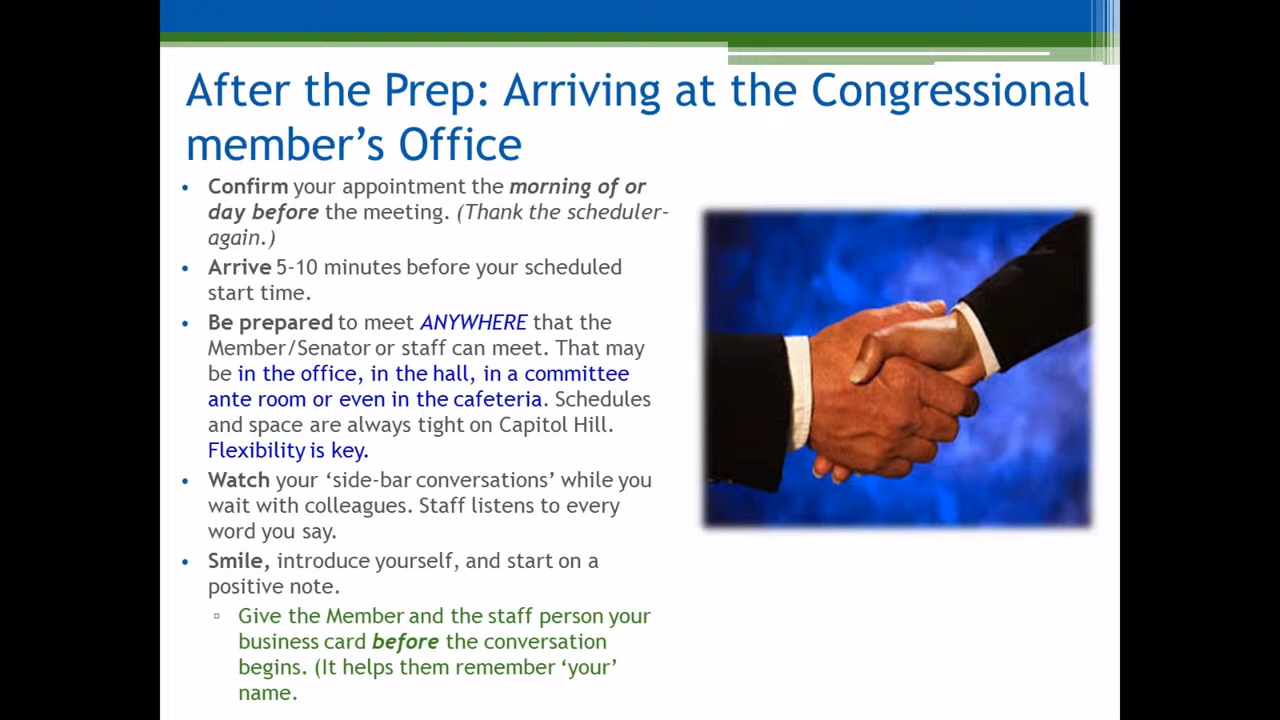 After the Prep: Arriving at the Congressional
member's Office
• Confirm your appointment the morning of or
day before the meeting. (Thank the scheduler-
again.)
• Arrive 5-10 minutes before your scheduled
start time.
• Be prepared to meet ANYWHERE that the
Member/Senator or staff can meet. That may
be in the office, in the hall, in a committee
ante room or even in the cafeteria. Schedules
and space are always tight on Capitol Hill.
Flexibility is key.
• Watch your ‘side-bar conversations’ while you
wait with colleagues. Staff listens to every
word you say.
• Smile, introduce yourself, and start on a
positive note.
▫ Give the Member and the staff person your
business card before the conversation
begins. (It helps them remember ‘your’
name.